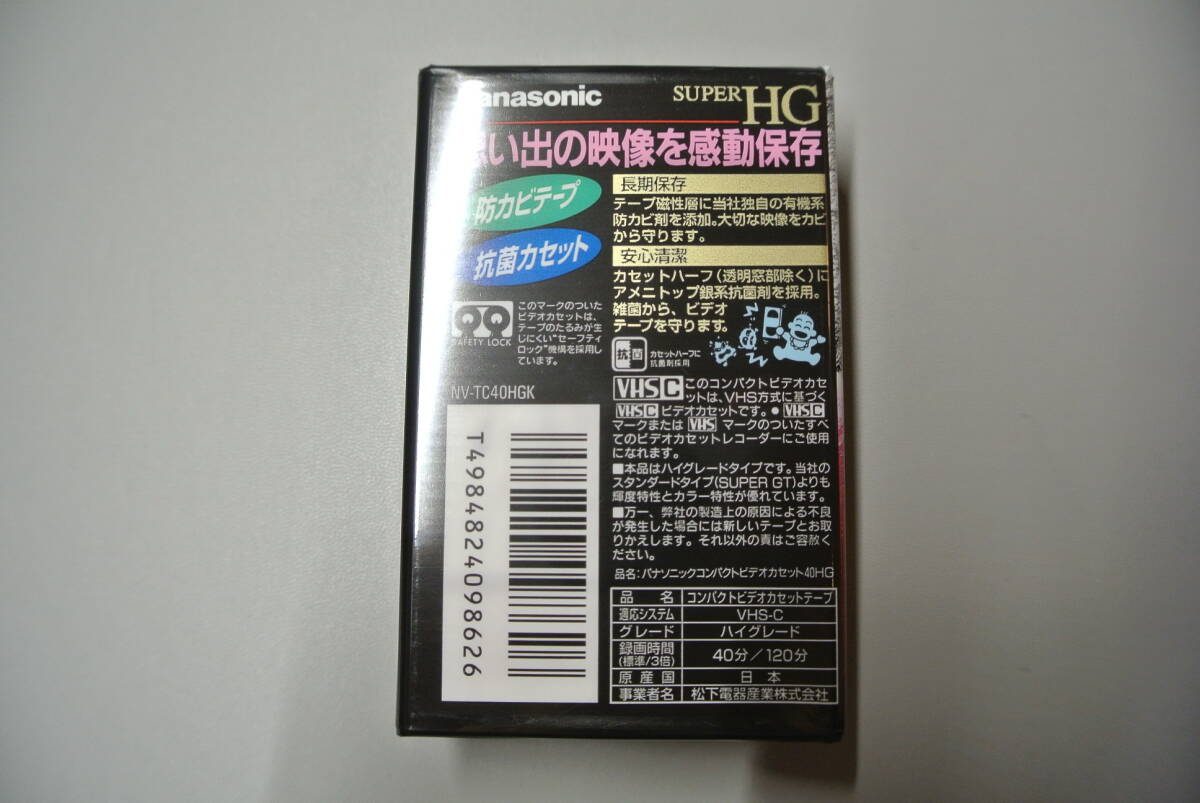 Panasonic
SUPER HG
思い出の映像を感動保存
防カビテープ
抗菌カセット
長期保存
テープ磁性層に当社独自の有機系
防カビ剤を添加。大切な映像をカビ
から守ります。
安心清潔
カセットハーフ(透明窓部除く)に
アメニトップ銀系抗菌剤を採用。
雑菌から、ビデオ
テープを守ります。
抗菌
カセットハーフに
抗菌剤採用
SAFETY LOCK
このマークのついた
ビデオカセットは、
テープのたるみが生
じにくい"セーフティ
ロック"機構を採用し
ています。
NV-TC40HGK
T4984824098626
VHSC このコンパクトビデオカセ
ットは、VHS方式に基づく
VHSC ビデオカセットです。● VHSC
マークまたは VHS マークのついたすべ
てのビデオカセットレコーダーにご使用
になれます。
■本品はハイグレードタイプです。当社の
スタンダードタイプ(SUPER GT)よりも
輝度特性とカラー特性が優れています。
■万一、弊社の製造上の原因による不良
が発生した場合には新しいテープとお取
りかえします。それ以外の責はご容赦く
ださい。
品名:パナソニックコンパクトビデオカセット40HG
品名 コンパクトビデオカセットテープ
適応システム VHS-C
グレード ハイグレード
録画時間(標準/3倍) 40分/120分
原産国 日本
事業者名 松下電器産業株式会社